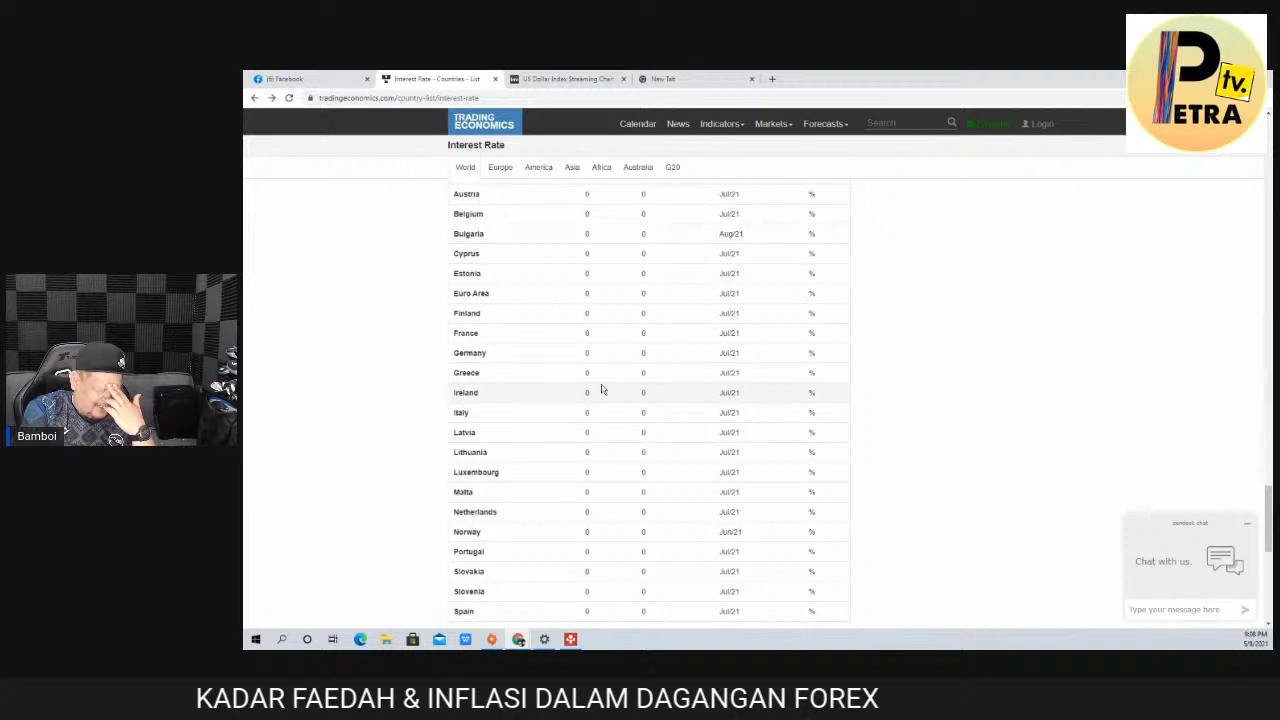 (6) Facebook
Interest Rate - Countries - List
US Dollar Index Streaming Chart
New Tab
tradingeconomics.com/country-list/interest-rate
P tv. ETRA
TRADING ECONOMICS
Calendar News Indicators Markets Forecasts Search Login
Interest Rate
World Europe America Asia Africa Australia G20
Austria 0 0 Jul/21 %
Belgium 0 0 Jul/21 %
Bulgaria 0 0 Aug/21 %
Cyprus 0 0 Jul/21 %
Estonia 0 0 Jul/21 %
Euro Area 0 0 Jul/21 %
Finland 0 0 Jul/21 %
France 0 0 Jul/21 %
Germany 0 0 Jul/21 %
Greece 0 0 Jul/21 %
Ireland 0 0 Jul/21 %
Italy 0 0 Jul/21 %
Latvia 0 0 Jul/21 %
Lithuania 0 0 Jul/21 %
Luxembourg 0 0 Jul/21 %
Malta 0 0 Jul/21 %
Netherlands 0 0 Jul/21 %
Norway 0 0 Jun/21 %
Portugal 0 0 Jul/21 %
Slovakia 0 0 Jul/21 %
Slovenia 0 0 Jul/21 %
Spain 0 0 Jul/21 %
Bamboi
zendesk chat
Chat with us.
Type your message here
5/8/2021
KADAR FAEDAH & INFLASI DALAM DAGANGAN FOREX